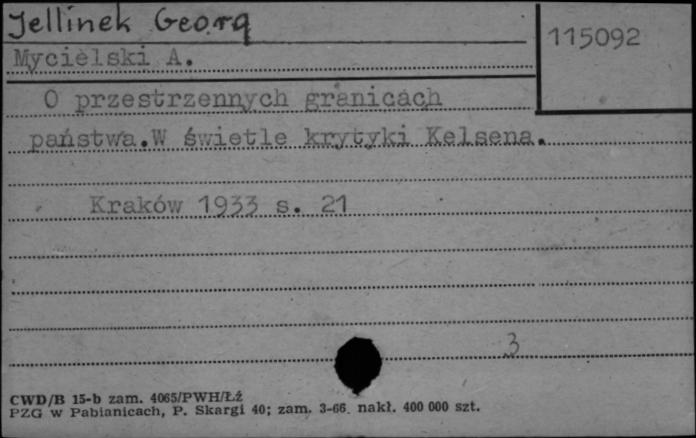 Jellinek Georg
115092
Mycielski A.
O przestrzennych granicach
państwa.W świetle krytyki Kelsena.
Kraków 1933 s. 21
3
CWD/B 15-b zam. 4065/PWH/Łź
PZG w Pabianicach, P. Skargi 40; zam. 3-66. nakł. 400 000 szt.